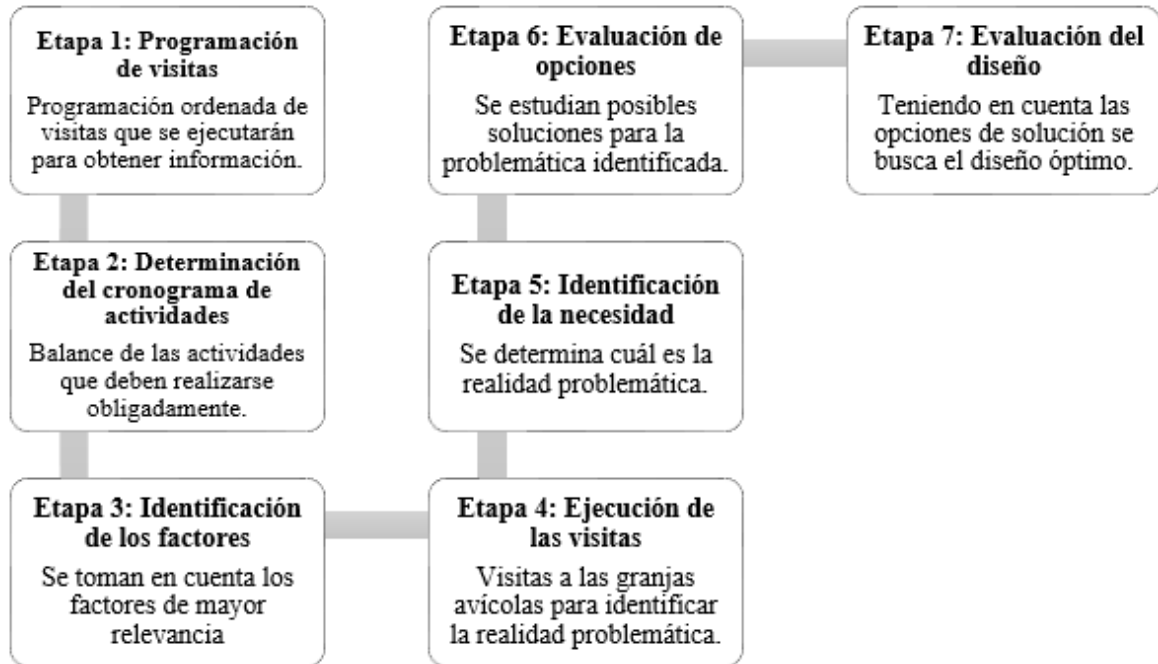 Etapa 1: Programación
de visitas
Programación ordenada de
visitas que se ejecutarán
para obtener información.
Etapa 2: Determinación
del cronograma de
actividades
Balance de las actividades
que deben realizarse
obligadamente.
Etapa 3: Identificación
de los factores
Se toman en cuenta los
factores de mayor
relevancia
Etapa 4: Ejecución de
las visitas
Visitas a las granjas
avícolas para identificar
la realidad problemática.
Etapa 5: Identificación
de la necesidad
Se determina cuál es la
realidad problemática.
Etapa 6: Evaluación de
opciones
Se estudian posibles
soluciones para la
problemática identificada.
Etapa 7: Evaluación del
diseño
Teniendo en cuenta las
opciones de solución se
busca el diseño óptimo.